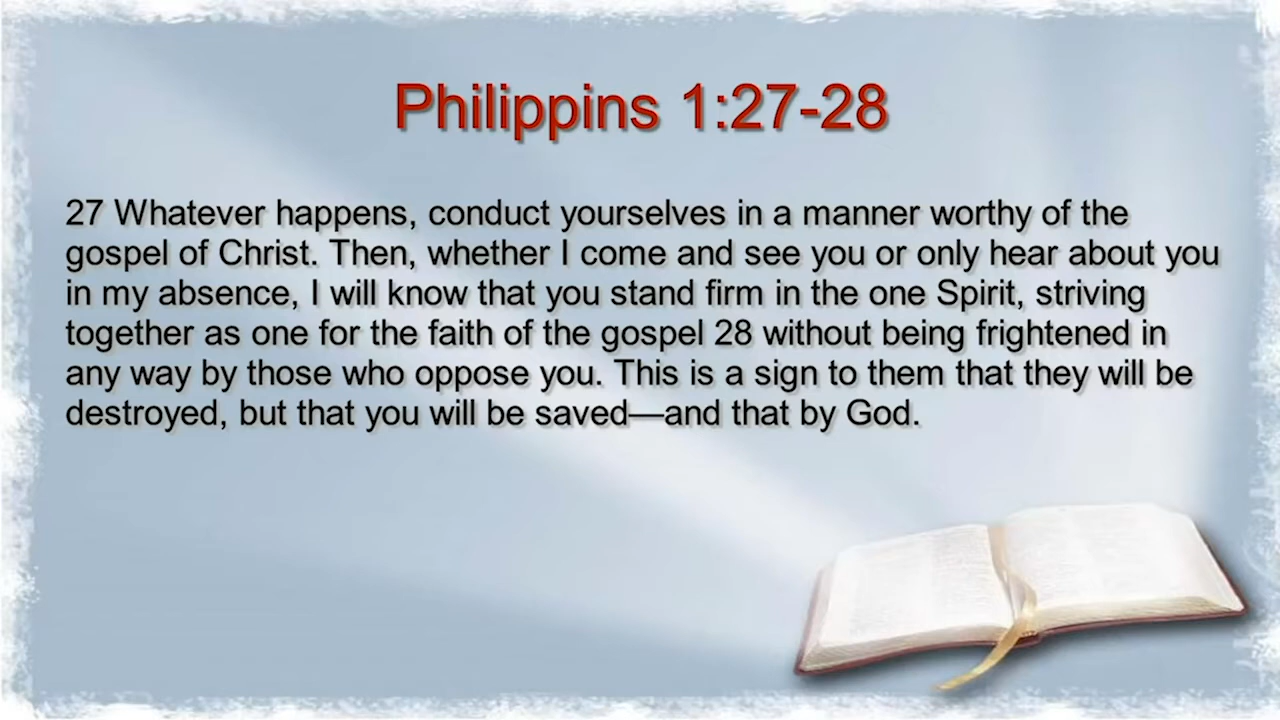 Philippins 1:27-28
27 Whatever happens, conduct yourselves in a manner worthy of the
gospel of Christ. Then, whether I come and see you or only hear about you
in my absence, I will know that you stand firm in the one Spirit, striving
together as one for the faith of the gospel 28 without being frightened in
any way by those who oppose you. This is a sign to them that they will be
destroyed, but that you will be saved—and that by God.